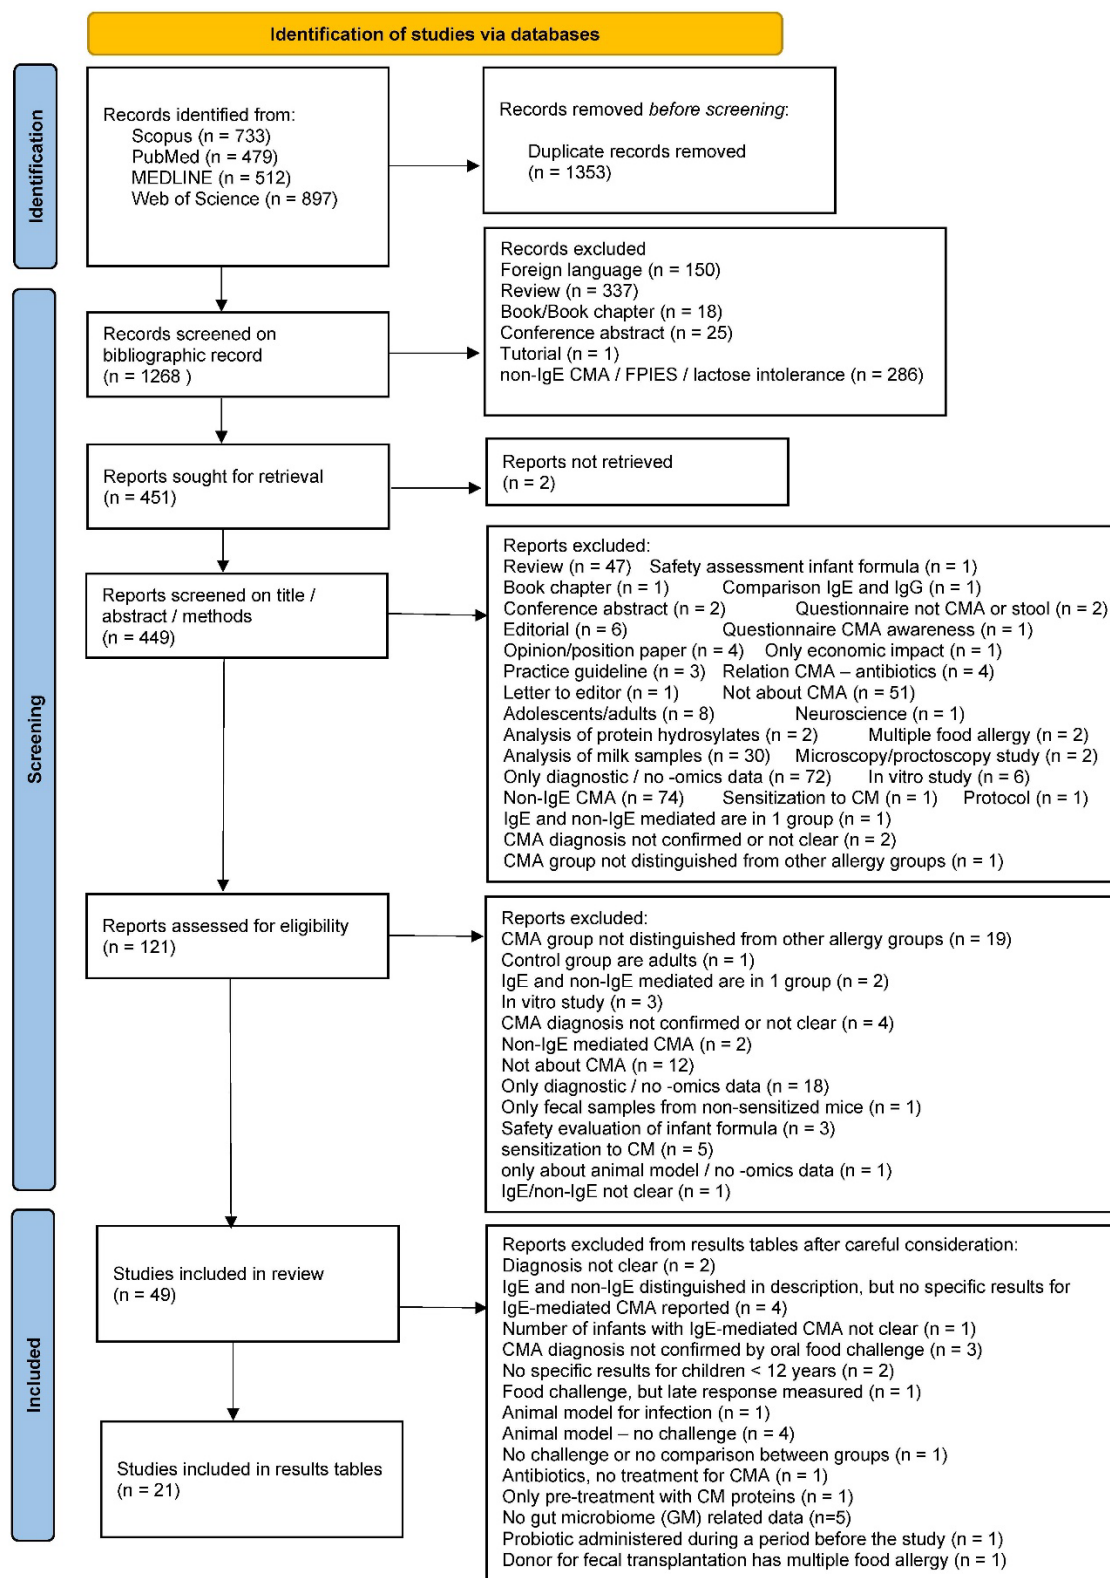 Identification of studies via databases
Identification
Records identified from:
Scopus (n = 733)
PubMed (n = 479)
MEDLINE (n = 512)
Web of Science (n = 897)
Records removed before screening:
Duplicate records removed
(n = 1353)
Screening
Records screened on
bibliographic record
(n = 1268 )
Records excluded
Foreign language (n = 150)
Review (n = 337)
Book/Book chapter (n = 18)
Conference abstract (n = 25)
Tutorial (n = 1)
non-IgE CMA / FPIES / lactose intolerance (n = 286)
Reports sought for retrieval
(n = 451)
Reports not retrieved
(n = 2)
Reports screened on title /
abstract / methods
(n = 449)
Reports excluded:
Review (n = 47) Safety assessment infant formula (n = 1)
Book chapter (n = 1) Comparison IgE and IgG (n = 1)
Conference abstract (n = 2) Questionnaire not CMA or stool (n = 2)
Editorial (n = 6) Questionnaire CMA awareness (n = 1)
Opinion/position paper (n = 4) Only economic impact (n = 1)
Practice guideline (n = 3) Relation CMA – antibiotics (n = 4)
Letter to editor (n = 1) Not about CMA (n = 51)
Adolescents/adults (n = 8) Neuroscience (n = 1)
Analysis of protein hydrosylates (n = 2) Multiple food allergy (n = 2)
Analysis of milk samples (n = 30) Microscopy/proctoscopy study (n = 2)
Only diagnostic / no -omics data (n = 72) In vitro study (n = 6)
Non-IgE CMA (n = 74) Sensitization to CM (n = 1) Protocol (n = 1)
IgE and non-IgE mediated are in 1 group (n = 1)
CMA diagnosis not confirmed or not clear (n = 2)
CMA group not distinguished from other allergy groups (n = 1)
Reports assessed for eligibility
(n = 121)
Reports excluded:
CMA group not distinguished from other allergy groups (n = 19)
Control group are adults (n = 1)
IgE and non-IgE mediated are in 1 group (n = 2)
In vitro study (n = 3)
CMA diagnosis not confirmed or not clear (n = 4)
Non-IgE mediated CMA (n = 2)
Not about CMA (n = 12)
Only diagnostic / no -omics data (n = 18)
Only fecal samples from non-sensitized mice (n = 1)
Safety evaluation of infant formula (n = 3)
sensitization to CM (n = 5)
only about animal model / no -omics data (n = 1)
IgE/non-IgE not clear (n = 1)
Included
Studies included in review
(n = 49)
Reports excluded from results tables after careful consideration:
Diagnosis not clear (n = 2)
IgE and non-IgE distinguished in description, but no specific results for
IgE-mediated CMA reported (n = 4)
Number of infants with IgE-mediated CMA not clear (n = 1)
CMA diagnosis not confirmed by oral food challenge (n = 3)
No specific results for children < 12 years (n = 2)
Food challenge, but late response measured (n = 1)
Animal model for infection (n = 1)
Animal model – no challenge (n = 4)
No challenge or no comparison between groups (n = 1)
Antibiotics, no treatment for CMA (n = 1)
Only pre-treatment with CM proteins (n = 1)
No gut microbiome (GM) related data (n=5)
Probiotic administered during a period before the study (n = 1)
Donor for fecal transplantation has multiple food allergy (n = 1)
Studies included in results tables
(n = 21)